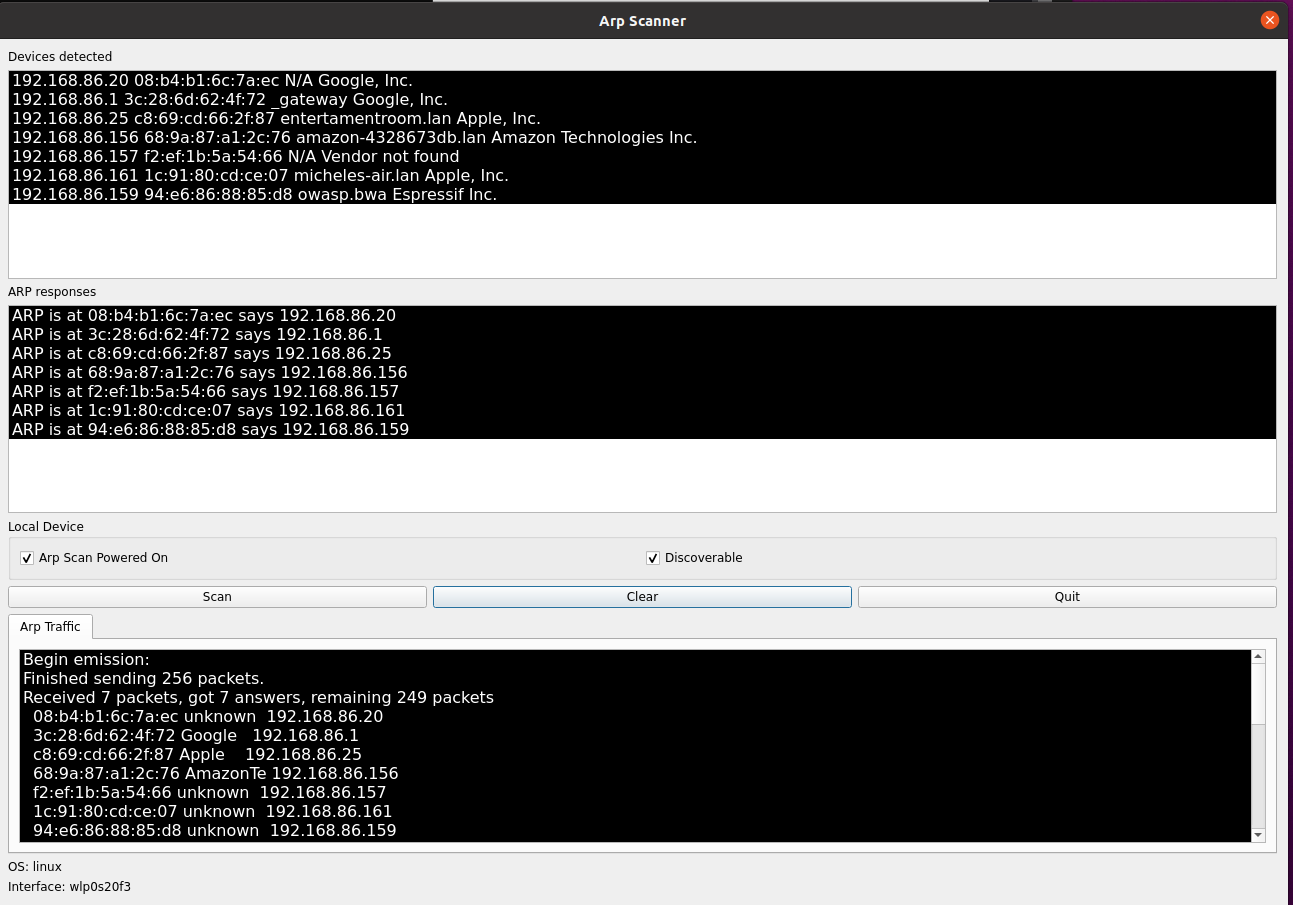 Arp Scanner
Devices detected
192.168.86.20 08:b4:b1:6c:7a:ec N/A Google, Inc.
192.168.86.1 3c:28:6d:62:4f:72 _gateway Google, Inc.
192.168.86.25 c8:69:cd:66:2f:87 entertamentroom.lan Apple, Inc.
192.168.86.156 68:9a:87:a1:2c:76 amazon-4328673db.lan Amazon Technologies Inc.
192.168.86.157 f2:ef:1b:5a:54:66 N/A Vendor not found
192.168.86.161 1c:91:80:cd:ce:07 micheles-air.lan Apple, Inc.
192.168.86.159 94:e6:86:88:85:d8 owasp.bwa Espressif Inc.
ARP responses
ARP is at 08:b4:b1:6c:7a:ec says 192.168.86.20
ARP is at 3c:28:6d:62:4f:72 says 192.168.86.1
ARP is at c8:69:cd:66:2f:87 says 192.168.86.25
ARP is at 68:9a:87:a1:2c:76 says 192.168.86.156
ARP is at f2:ef:1b:5a:54:66 says 192.168.86.157
ARP is at 1c:91:80:cd:ce:07 says 192.168.86.161
ARP is at 94:e6:86:88:85:d8 says 192.168.86.159
Local Device
Arp Scan Powered On Discoverable
Scan Clear Quit
Arp Traffic
Begin emission:
Finished sending 256 packets.
Received 7 packets, got 7 answers, remaining 249 packets
08:b4:b1:6c:7a:ec unknown 192.168.86.20
3c:28:6d:62:4f:72 Google 192.168.86.1
c8:69:cd:66:2f:87 Apple 192.168.86.25
68:9a:87:a1:2c:76 AmazonTe 192.168.86.156
f2:ef:1b:5a:54:66 unknown 192.168.86.157
1c:91:80:cd:ce:07 unknown 192.168.86.161
94:e6:86:88:85:d8 unknown 192.168.86.159
OS: linux
Interface: wlp0s20f3